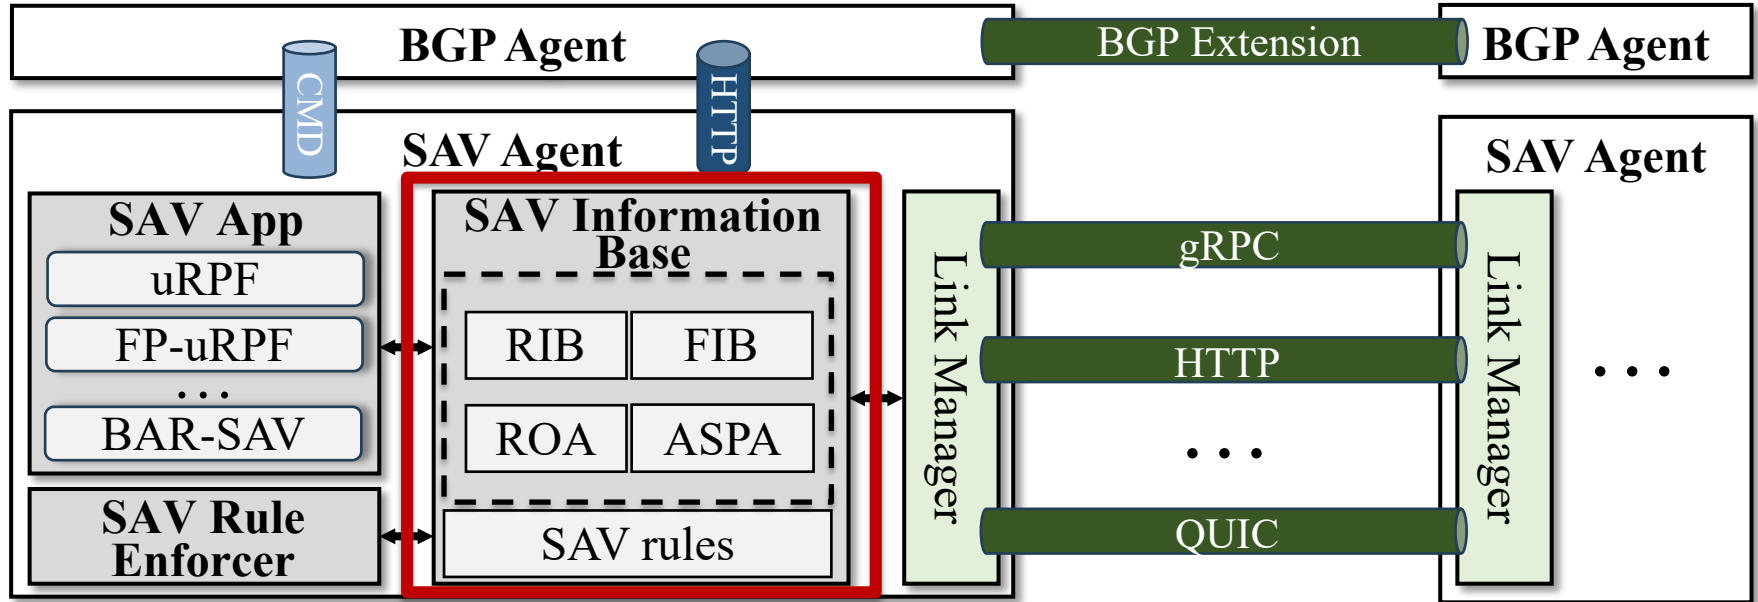 BGP Agent
BGP Extension
BGP Agent
CMD
HTTP
SAV Agent
SAV App
uRPF
FP-uRPF
...
BAR-SAV
SAV Rule
Enforcer
SAV Information
Base
RIB
FIB
ROA
ASPA
SAV rules
Link Manager
gRPC
HTTP
...
QUIC
SAV Agent
Link Manager
...